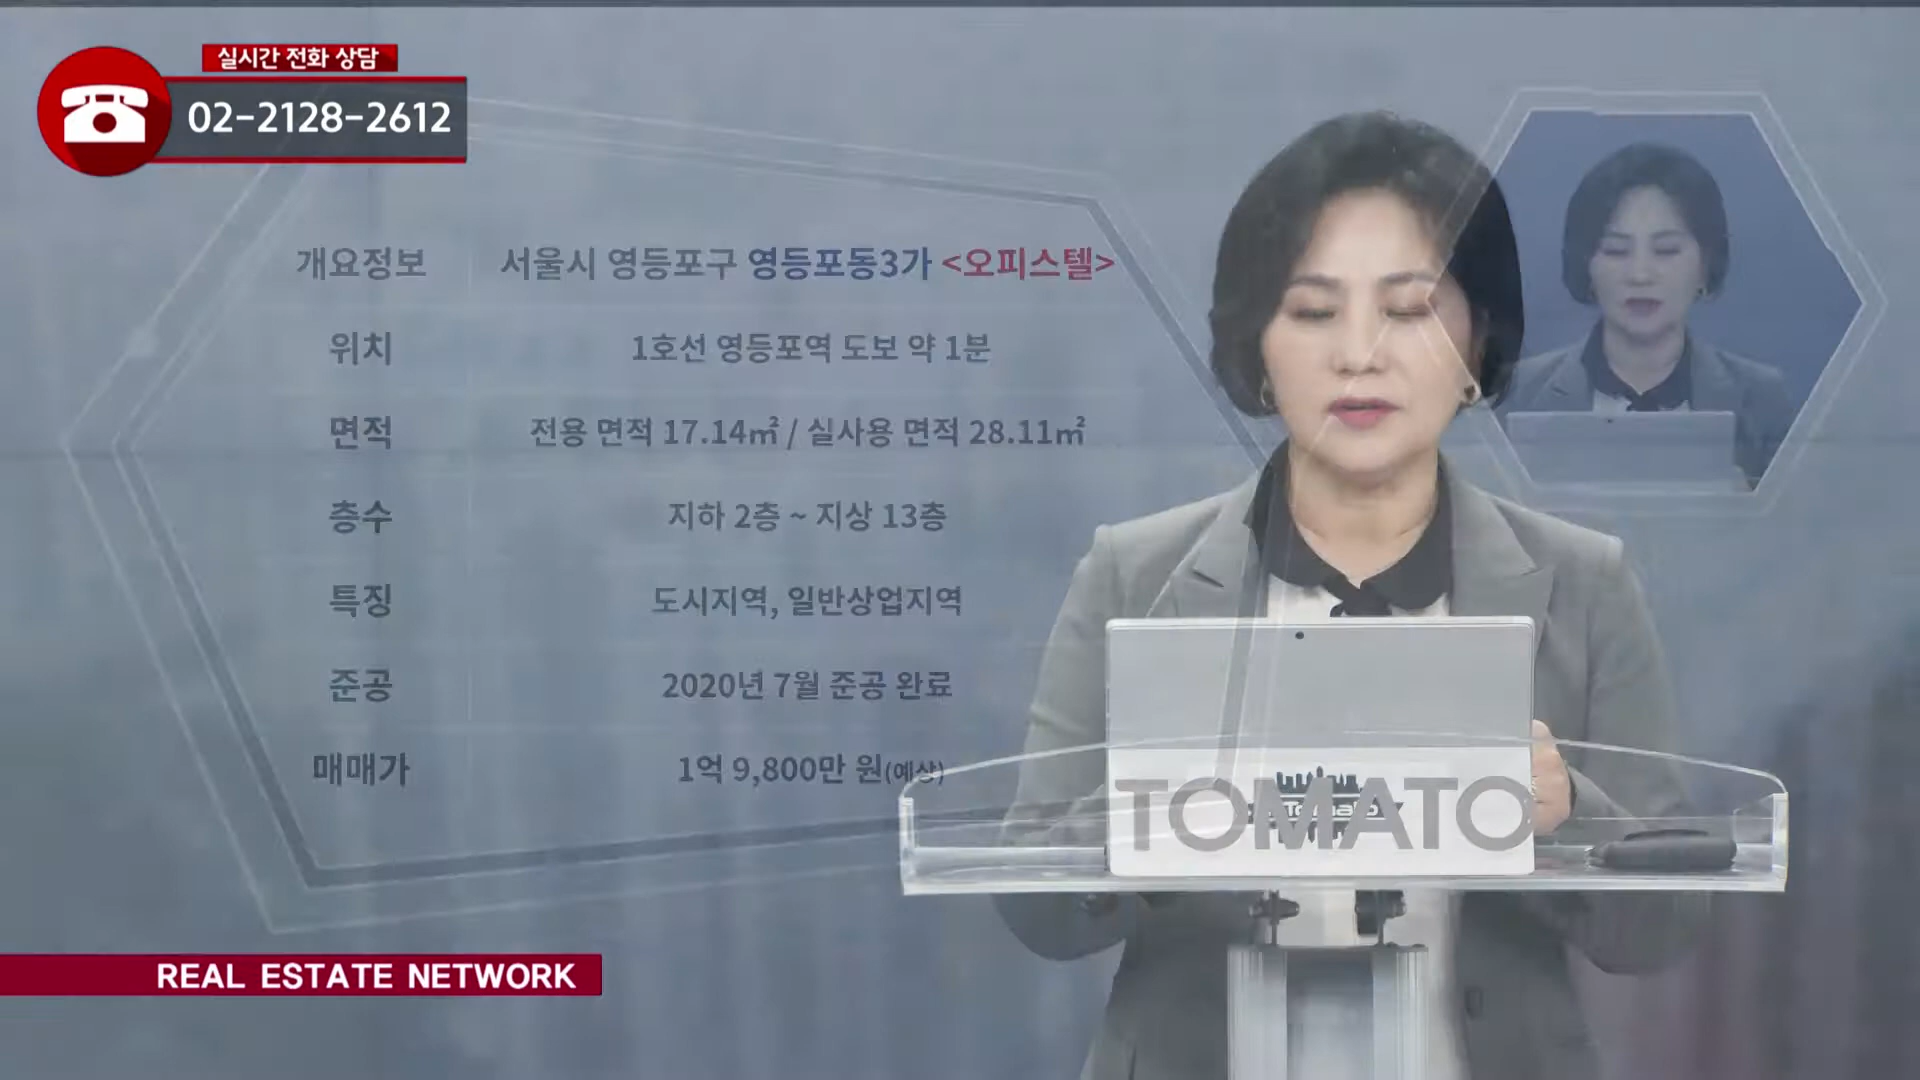 실시간 전화 상담
02-2128-2612
개요정보 서울시 영등포구 영등포동3가 <오피스텔>
위치 1호선 영등포역 도보 약 1분
면적 전용 면적 17.14㎡ / 실사용 면적 28.11㎡
층수 지하 2층 ~ 지상 13층
특징 도시지역, 일반상업지역
준공 2020년 7월 준공 완료
매매가 1억 9,800만 원(예상)
TOMATO
Tomato
REAL ESTATE NETWORK